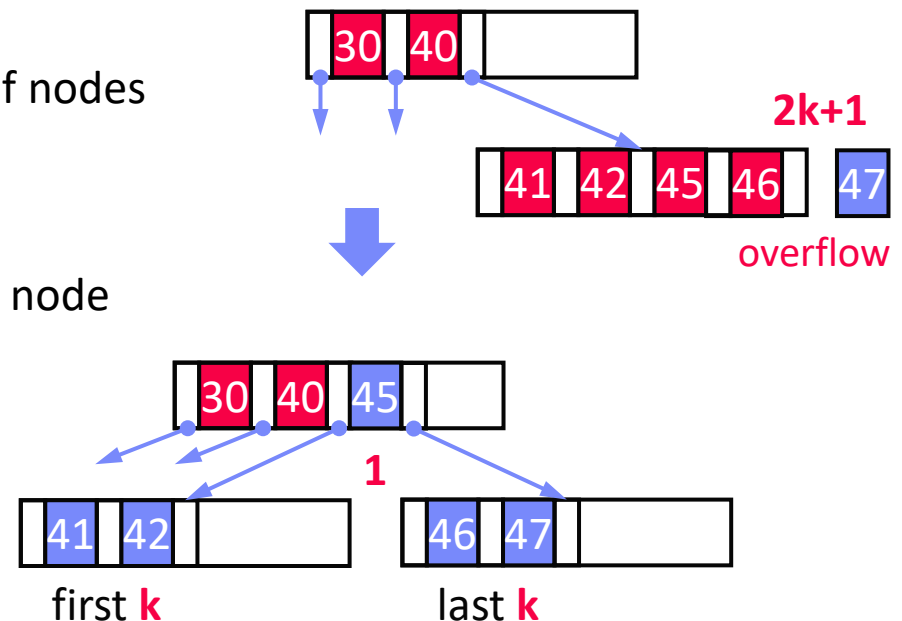 30 40
f nodes
2k+1
41 42 45 46 47
overflow
node
30 40 45
1
41 42 46 47
first k last k